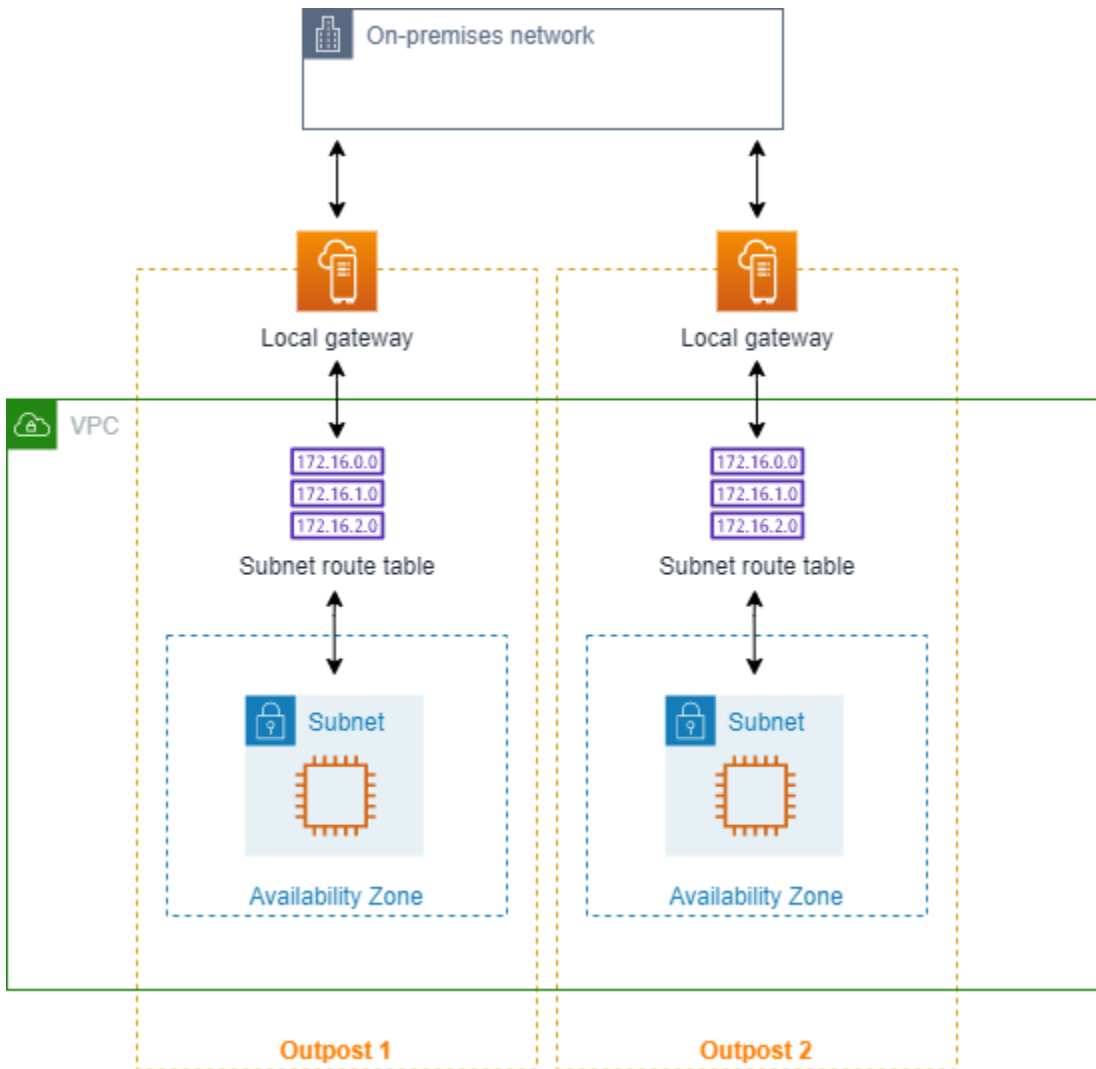 On-premises network
Local gateway
Local gateway
VPC
172.16.0.0
172.16.1.0
172.16.2.0
172.16.0.0
172.16.1.0
172.16.2.0
Subnet route table
Subnet route table
Subnet
Subnet
Availability Zone
Availability Zone
Outpost 1
Outpost 2